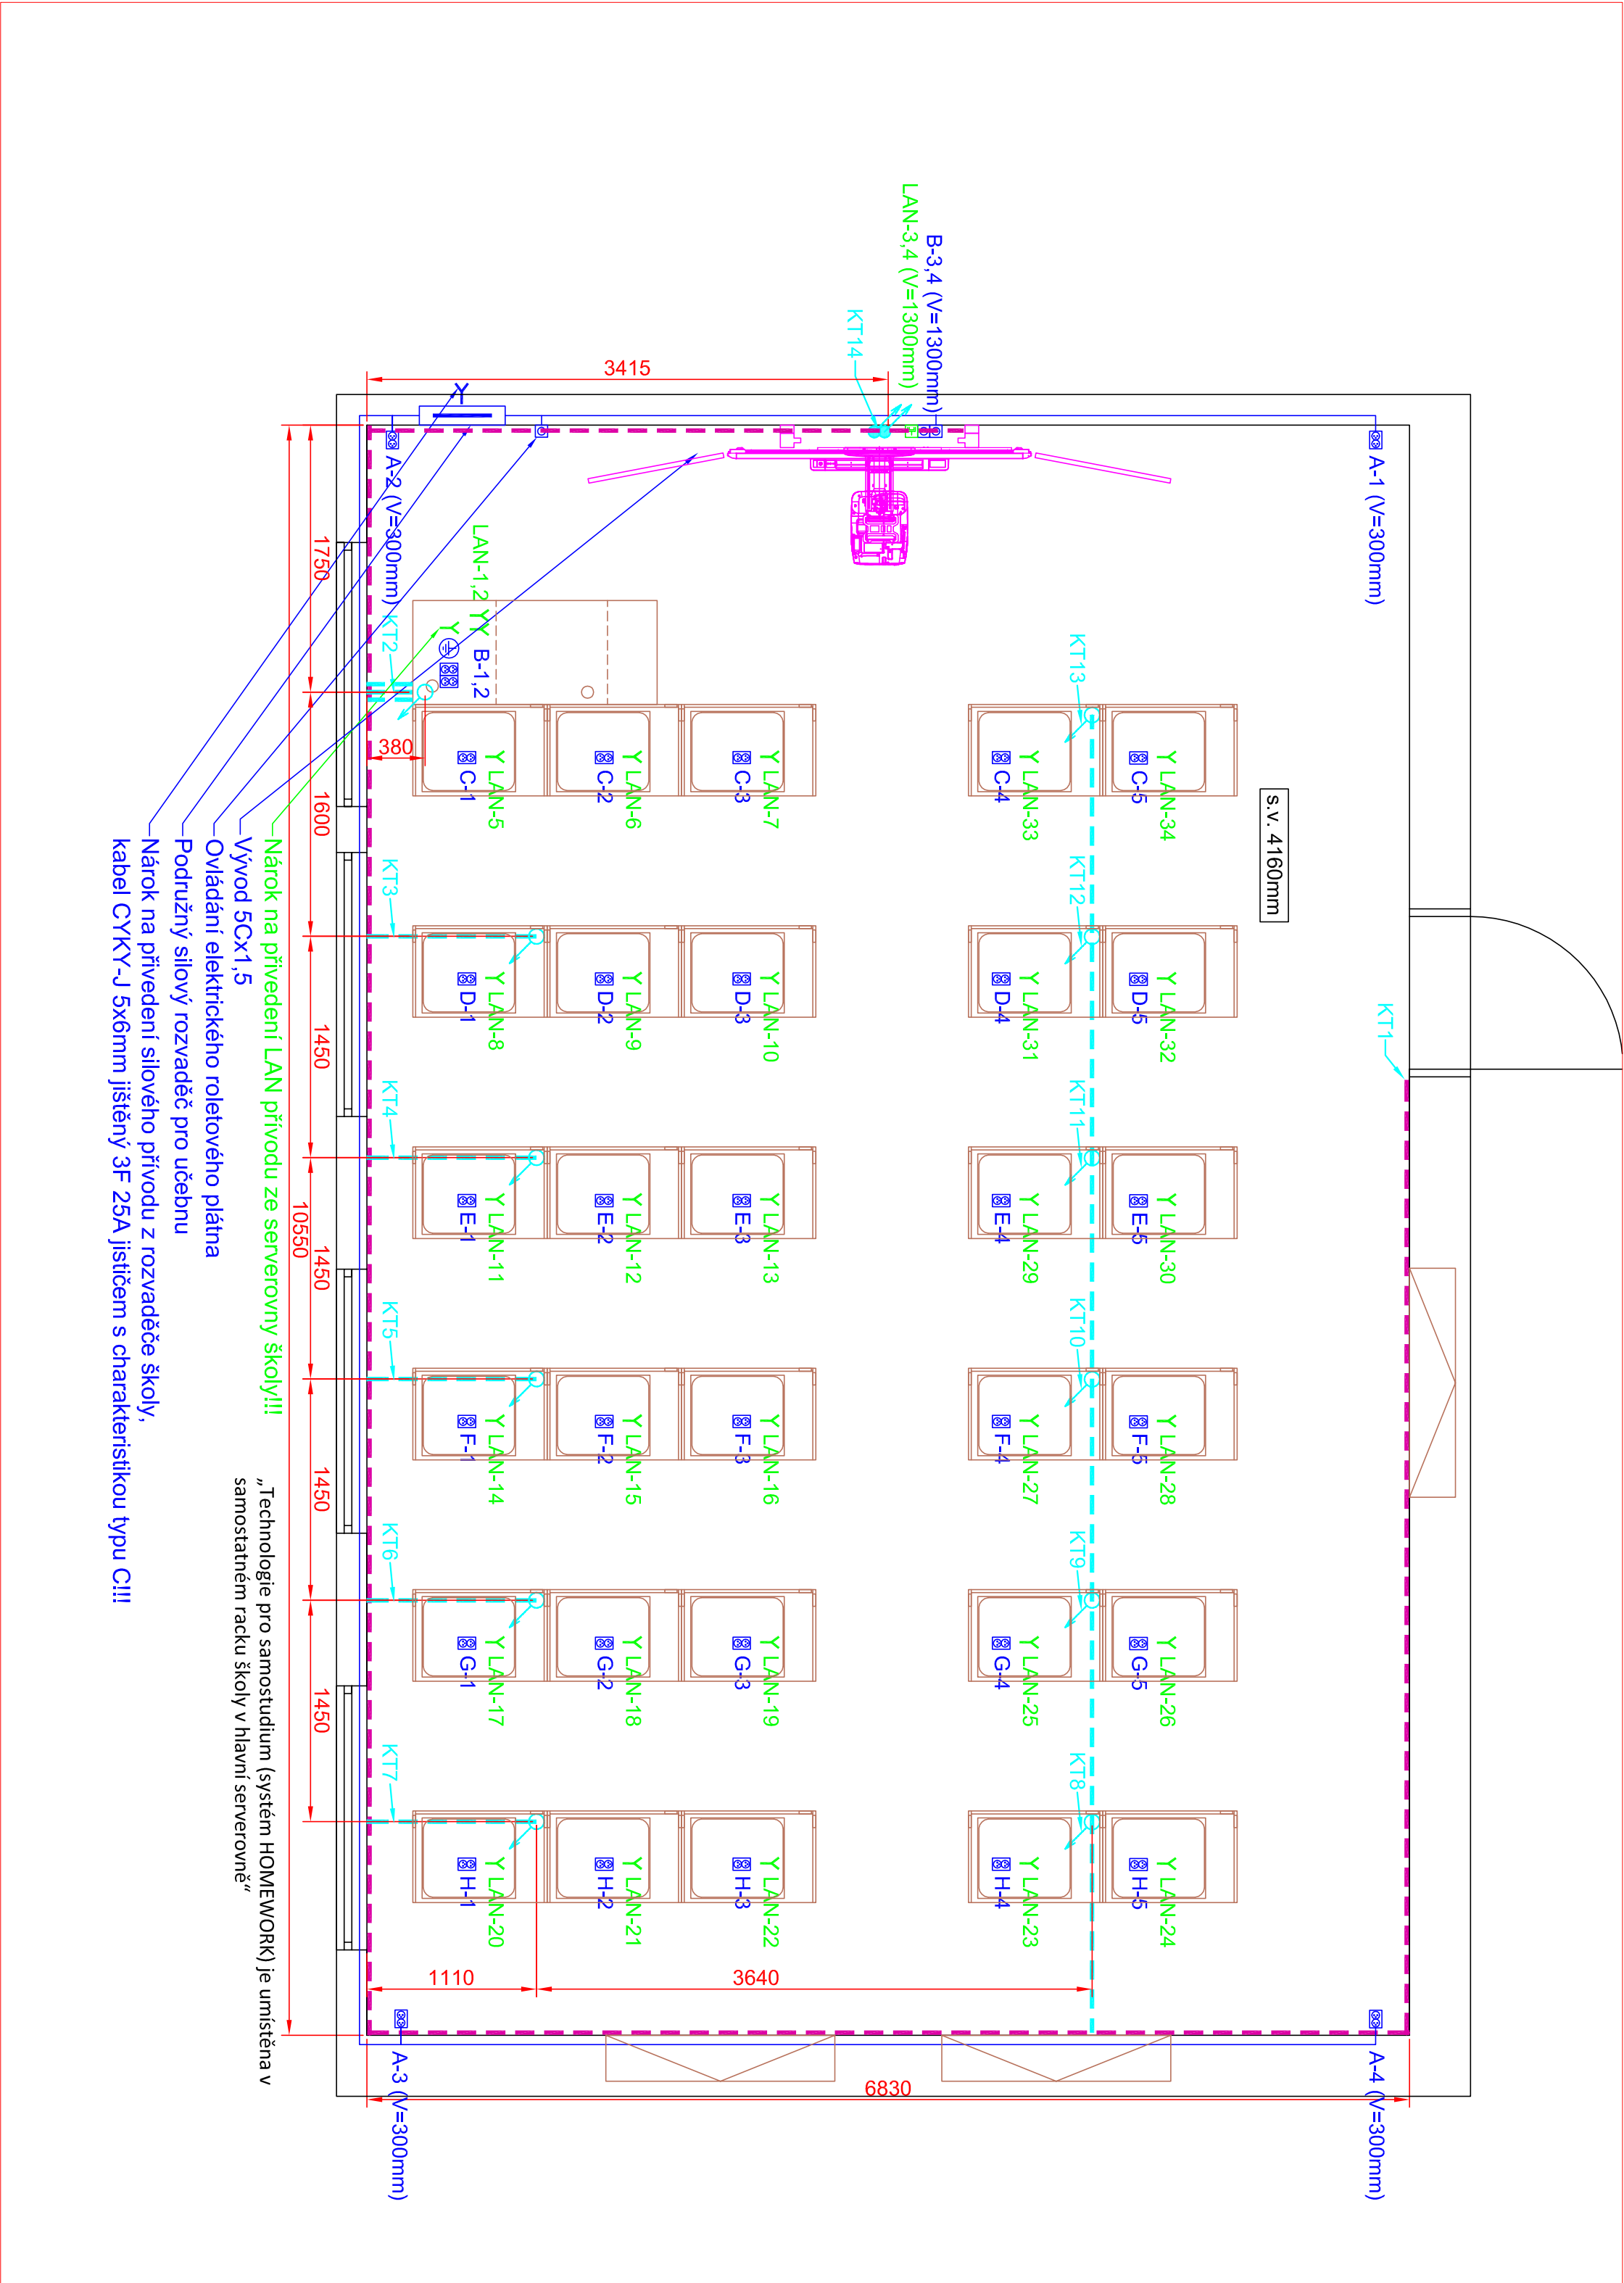 B-3,4 (V=1300mm)
LAN-3,4 (V=1300mm)
KT14
3415
A-1 (V=300mm)
A-2 (V=300mm)
Y
1750
LAN-1,2
B-1,2
KT2
380
1600
KT13
s.v. 4160mm
C-1
LAN-5
C-2
LAN-6
C-3
LAN-7
C-4
LAN-33
C-5
LAN-34
KT3
KT12
KT1
1450
D-1
LAN-8
D-2
LAN-9
D-3
LAN-10
D-4
LAN-31
D-5
LAN-32
KT4
KT11
1450
10550
E-1
LAN-11
E-2
LAN-12
E-3
LAN-13
E-4
LAN-29
E-5
LAN-30
KT5
KT10
1450
F-1
LAN-14
F-2
LAN-15
F-3
LAN-16
F-4
LAN-27
F-5
LAN-28
KT6
KT9
1450
G-1
LAN-17
G-2
LAN-18
G-3
LAN-19
G-4
LAN-25
G-5
LAN-26
KT7
KT8
H-1
LAN-20
H-2
LAN-21
H-3
LAN-22
H-4
LAN-23
H-5
LAN-24
1110
3640
6830
A-3 (V=300mm)
A-4 (V=300mm)
Nárok na přivedení LAN přívodu ze serverovny školy!!!
Vývod 5Cx1,5
Ovládání elektrického roletového plátna
Podružný silový rozvaděč pro učebnu
Nárok na přivedení silového přívodu z rozvaděče školy,
kabel CYKY-J 5x6mm jištěný 3F 25A jističem s charakteristikou typu C!!!
„Technologie pro samostudium (systém HOMEWORK) je umístěna v
samostatném racku školy v hlavní serverovně“